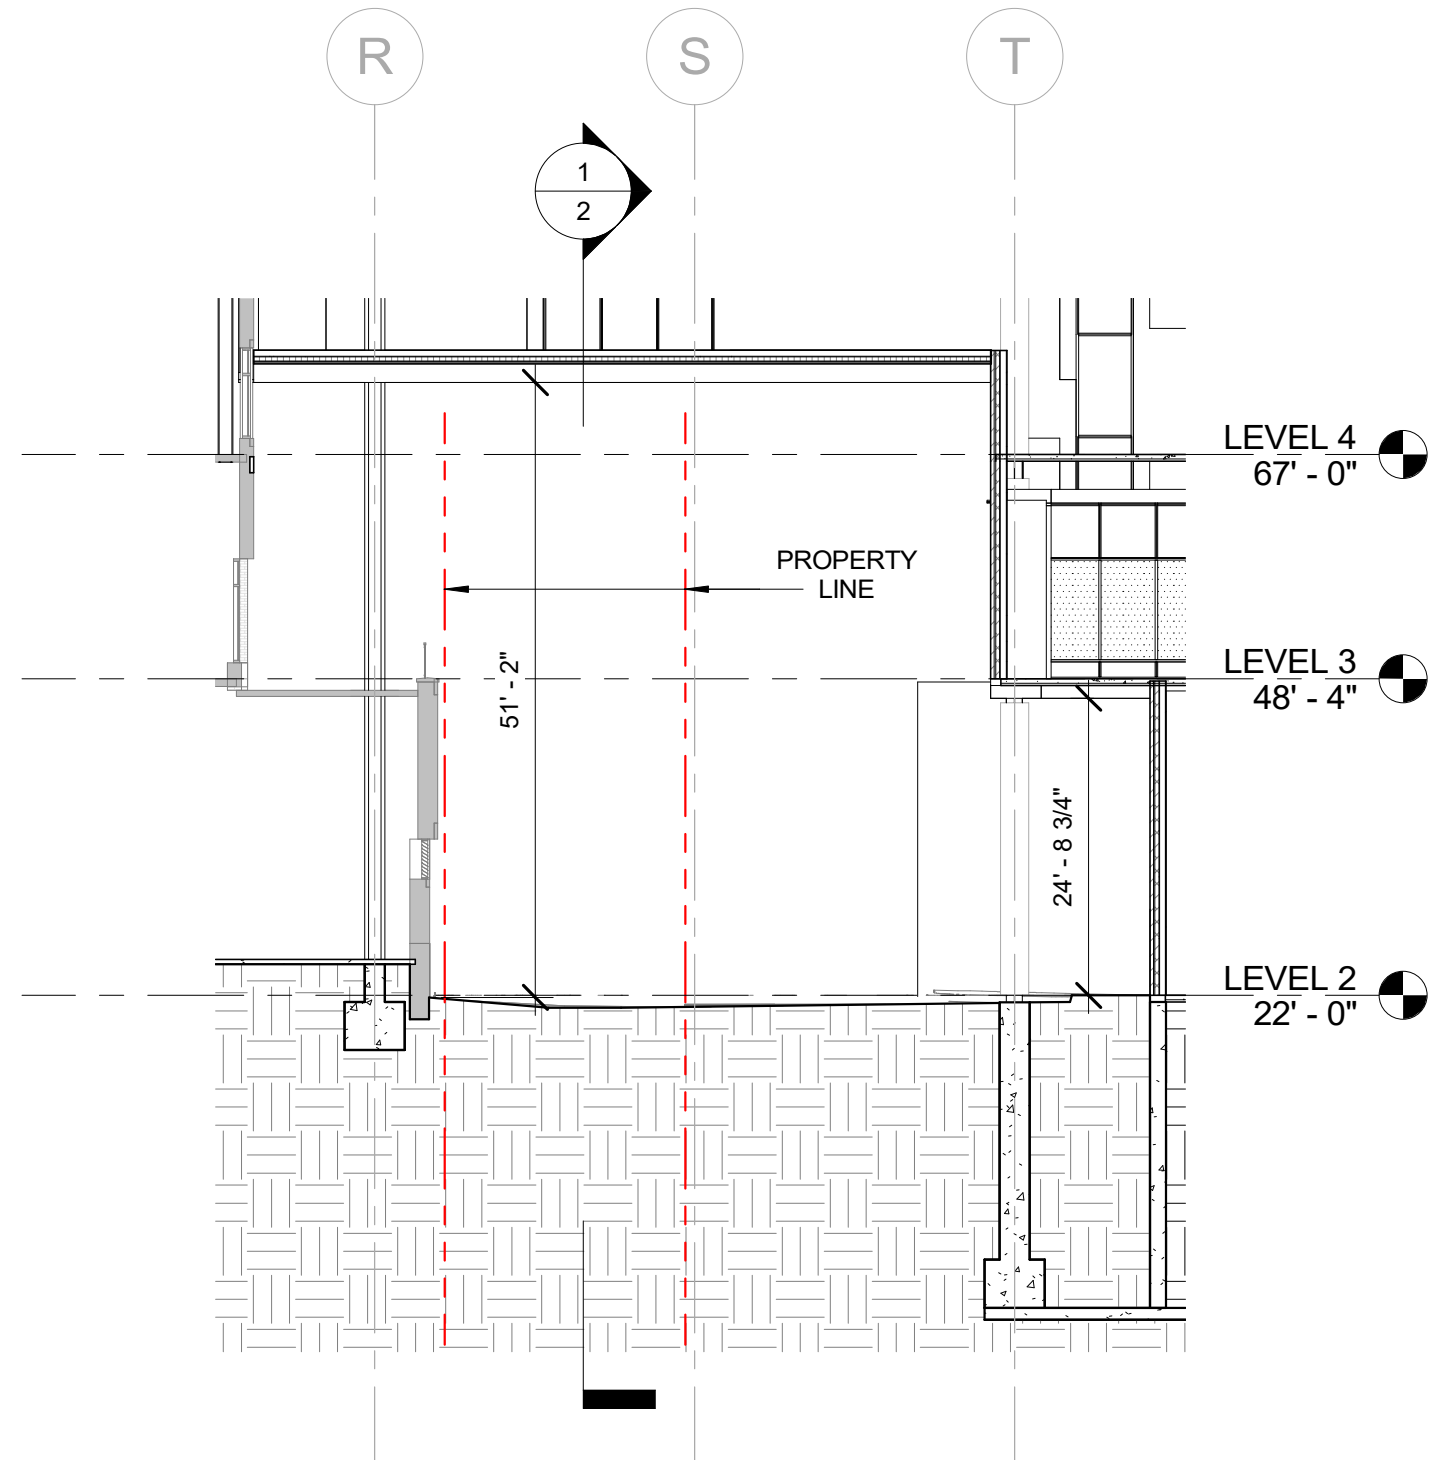 R
S
T
1
2
LEVEL 4
67' - 0"
PROPERTY
LINE
LEVEL 3
48' - 4"
51' - 2"
24' - 8 3/4"
LEVEL 2
22' - 0"